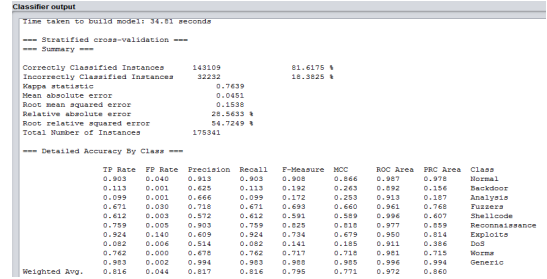 Classifier output
Time taken to build model: 34.81 seconds
=== Stratified cross-validation ===
=== Summary ===
Correctly Classified Instances 143109 81.6175 %
Incorrectly Classified Instances 32232 18.3825 %
Kappa statistic 0.7639
Mean absolute error 0.0451
Root mean squared error 0.1538
Relative absolute error 28.5633 %
Root relative squared error 54.7249 %
Total Number of Instances 175341
=== Detailed Accuracy By Class ===
TP Rate FP Rate Precision Recall F-Measure MCC ROC Area PRC Area Class
0.903 0.040 0.913 0.903 0.908 0.866 0.987 0.978 Normal
0.113 0.001 0.625 0.113 0.192 0.263 0.892 0.156 Backdoor
0.099 0.001 0.666 0.099 0.172 0.253 0.913 0.187 Analysis
0.671 0.030 0.718 0.671 0.693 0.660 0.961 0.768 Fuzzers
0.612 0.003 0.572 0.612 0.591 0.589 0.996 0.607 Shellcode
0.759 0.005 0.903 0.759 0.825 0.818 0.977 0.859 Reconnaissance
0.924 0.140 0.609 0.924 0.734 0.679 0.950 0.814 Exploits
0.082 0.006 0.514 0.082 0.141 0.185 0.911 0.386 DoS
0.762 0.000 0.678 0.762 0.717 0.718 0.981 0.715 Worms
0.983 0.002 0.994 0.983 0.988 0.985 0.996 0.994 Generic
Weighted Avg. 0.816 0.044 0.817 0.816 0.795 0.771 0.972 0.860